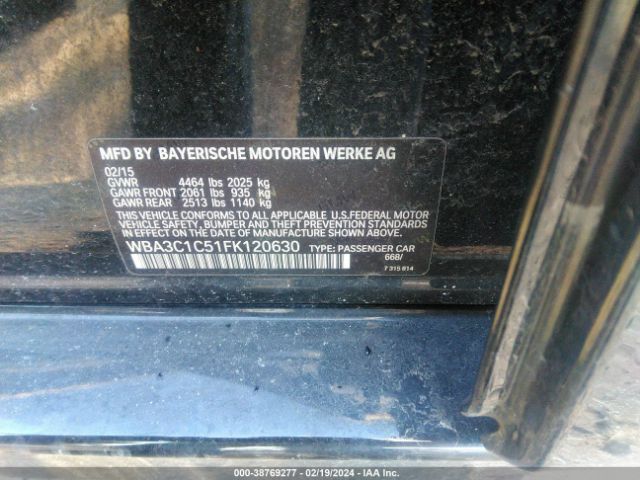 MFD BY BAYERISCHE MOTOREN WERKE AG
02/15
GVWR 4464 lbs 2025 kg
GAWR FRONT 2061 lbs 935 kg
GAWR REAR 2513 lbs 1140 kg
THIS VEHICLE CONFORMS TO ALL APPLICABLE U.S.FEDERAL MOTOR
VEHICLE SAFETY, BUMPER AND THEFT PREVENTION STANDARDS
IN EFFECT ON THE DATE OF MANUFACTURE SHOWN ABOVE.
WBA3C1C51FK120630 TYPE: PASSENGER CAR
668/
7 315 614
000-38769277 - 02/19/2024 - IAA Inc.